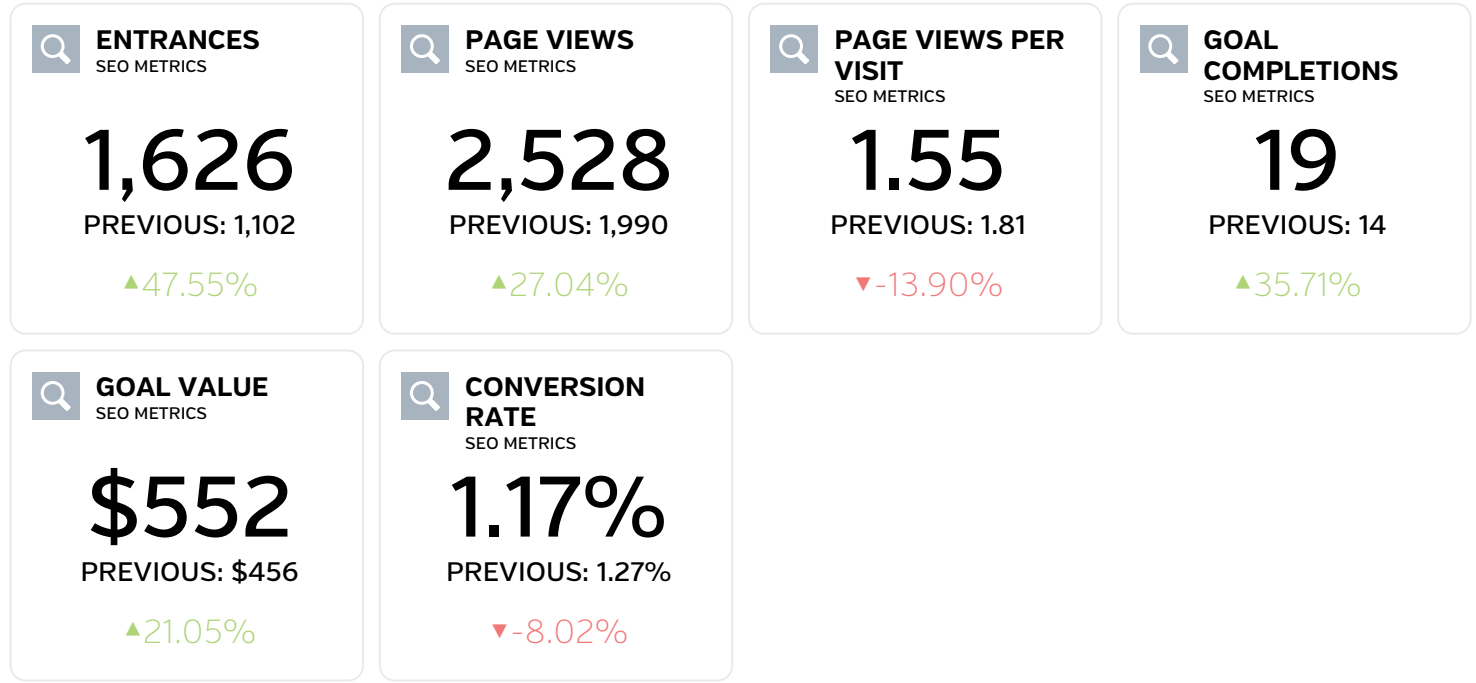 ENTRANCES
SEO METRICS
1,626
PREVIOUS: 1,102
▲47.55%
PAGE VIEWS
SEO METRICS
2,528
PREVIOUS: 1,990
▲27.04%
PAGE VIEWS PER
VISIT
SEO METRICS
1.55
PREVIOUS: 1.81
▼-13.90%
GOAL
COMPLETIONS
SEO METRICS
19
PREVIOUS: 14
▲35.71%
GOAL VALUE
SEO METRICS
$552
PREVIOUS: $456
▲21.05%
CONVERSION
RATE
SEO METRICS
1.17%
PREVIOUS: 1.27%
▼-8.02%